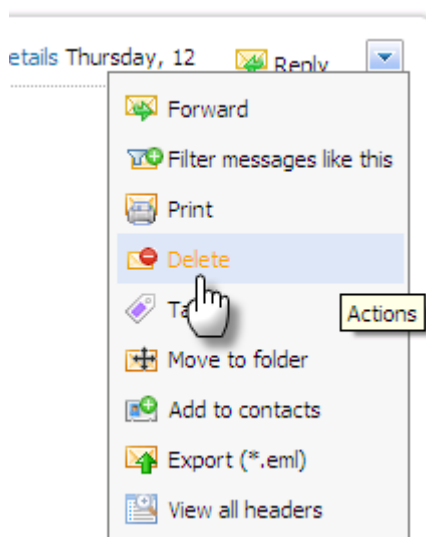 etails Thursday, 12 Reply
Forward
Filter messages like this
Print
Delete
Actions
Move to folder
Add to contacts
Export (*.eml)
View all headers